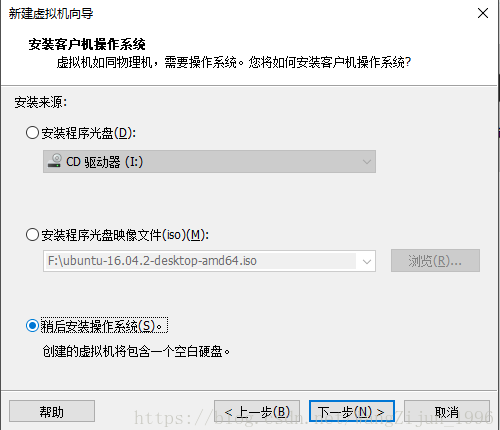 新建虚拟机向导
安装客户机操作系统
虚拟机如同物理机，需要操作系统。您将如何安装客户机操作系统?
安装来源:
安装程序光盘(D):
CD 驱动器 (I:)
安装程序光盘映像文件(iso)(M):
F:\ubuntu-16.04.2-desktop-amd64.iso
浏览(R)...
稍后安装操作系统(S)。
创建的虚拟机将包含一个空白硬盘。
帮助 < 上一步(B) 下一步(N) > 取消